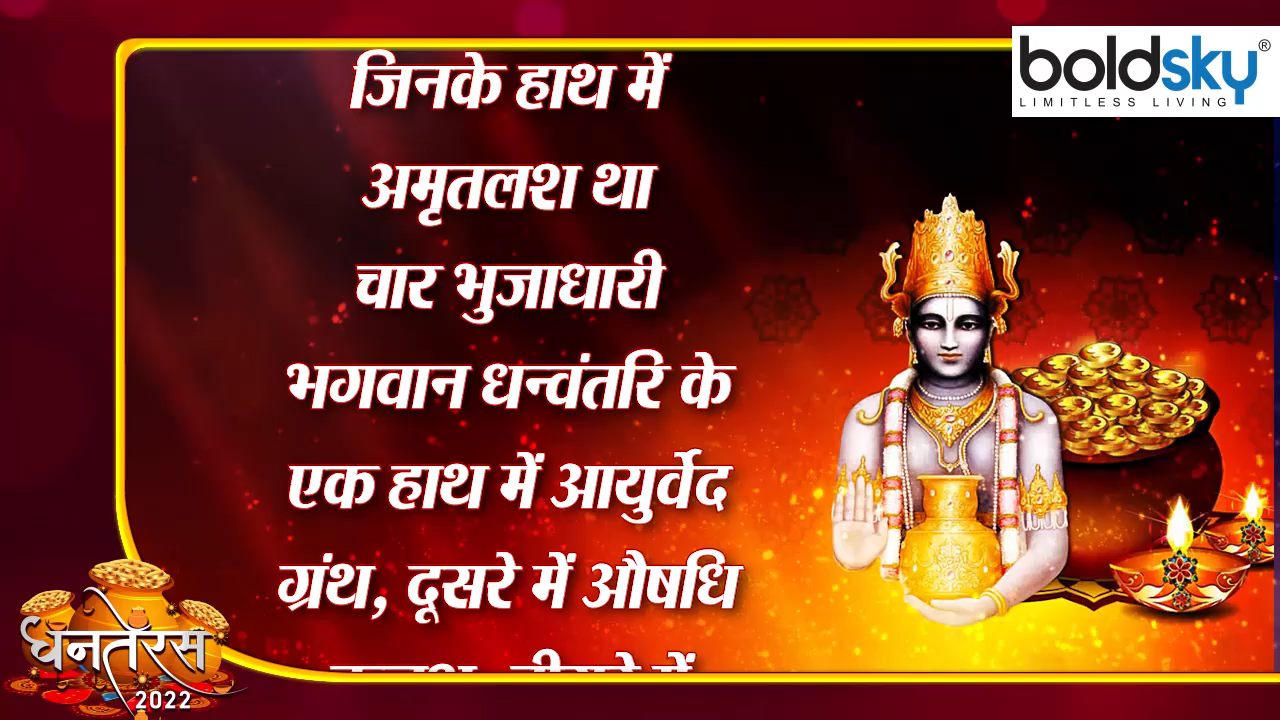 boldsky®
LIMITLESS LIVING
जिनके हाथ में
अमृतलश था
चार भुजाधारी
भगवान धन्वंतरि के
एक हाथ में आयुर्वेद
ग्रंथ, दूसरे में औषधि
धनतेरस
2022